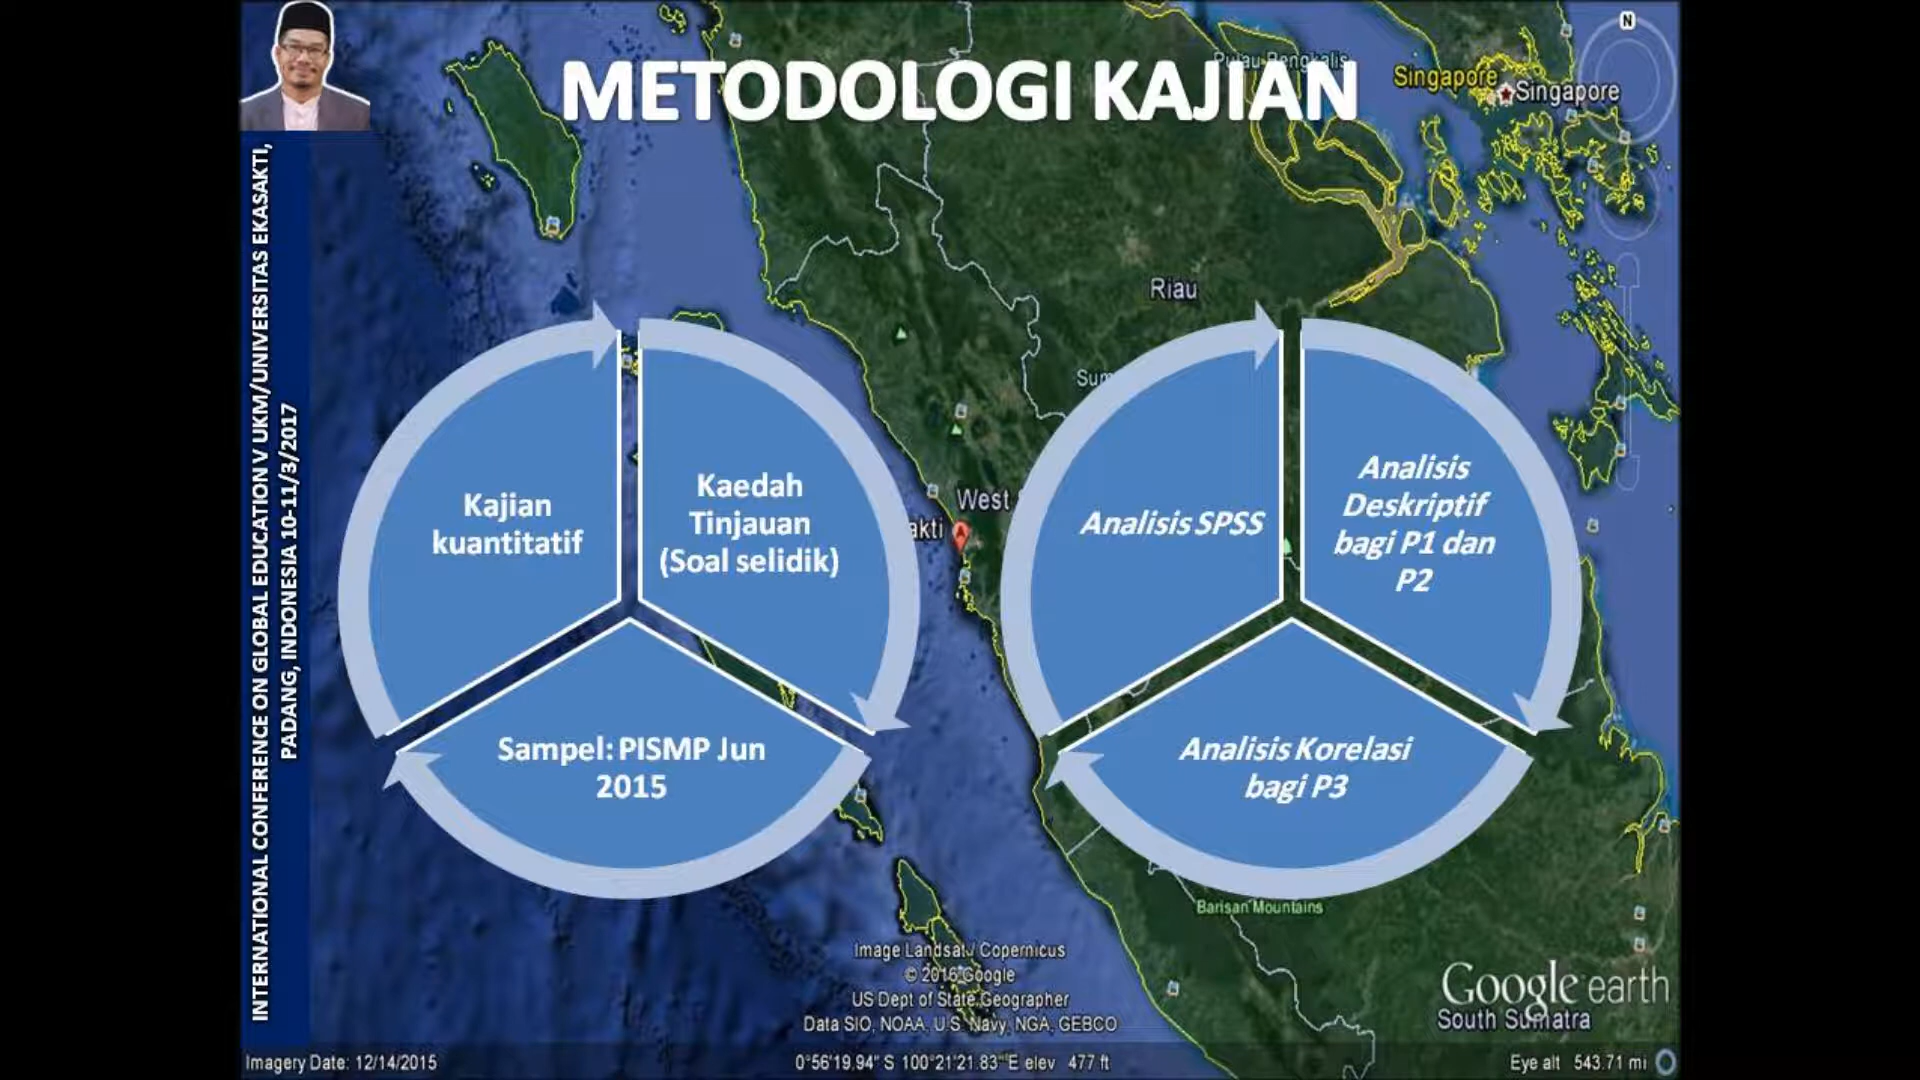 METODOLOGI KAJIAN
INTERNATIONAL CONFERENCE ON GLOBAL EDUCATION V UKM/UNIVERSITAS EKASAKTI,
PADANG, INDONESIA 10-11/3/2017
Kajian
kuantitatif
Kaedah
Tinjauan
(Soal selidik)
Sampel: PISMP Jun
2015
Analisis SPSS
Analisis
Deskriptif
bagi P1 dan
P2
Analisis Korelasi
bagi P3
Pulau Bengkalis
Singapore
Singapore
N
Riau
West
A
Barisan Mountains
Image Landsat / Copernicus
© 2016 Google
US Dept of State Geographer
Data SIO, NOAA, U.S. Navy, NGA, GEBCO
Google earth
South Sumatra
Imagery Date: 12/14/2015
0°56'19.94" S 100°21'21.83" E elev 477 ft
Eye alt 543.71 mi